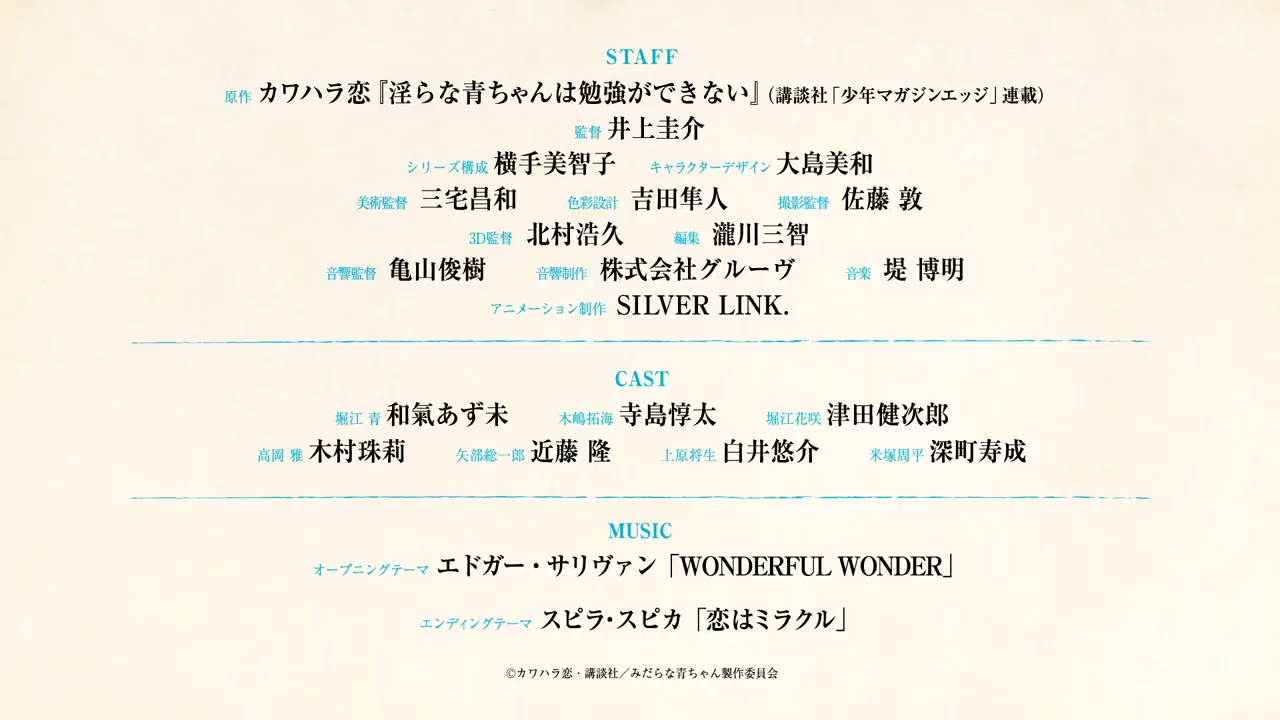 STAFF
原作 カワハラ恋『淫らな青ちゃんは勉強ができない』(講談社「少年マガジンエッジ」連載)
監督 井上圭介
シリーズ構成 横手美智子 キャラクターデザイン 大島美和
美術監督 三宅昌和 色彩設計 吉田隼人 撮影監督 佐藤 敦
3D監督 北村浩久 編集 瀧川三智
音響監督 亀山俊樹 音響制作 株式会社グルーヴ 音楽 堤 博明
アニメーション制作 SILVER LINK.
CAST
堀江 青 和氣あず未 木嶋拓海 寺島惇太 堀江花咲 津田健次郎
高岡 雅 木村珠莉 矢部総一郎 近藤 隆 上原将生 白井悠介 米塚周平 深町寿成
MUSIC
オープニングテーマ エドガー・サリヴァン「WONDERFUL WONDER」
エンディングテーマ スピラ・スピカ「恋はミラクル」
©カワハラ恋・講談社／みだらな青ちゃん製作委員会